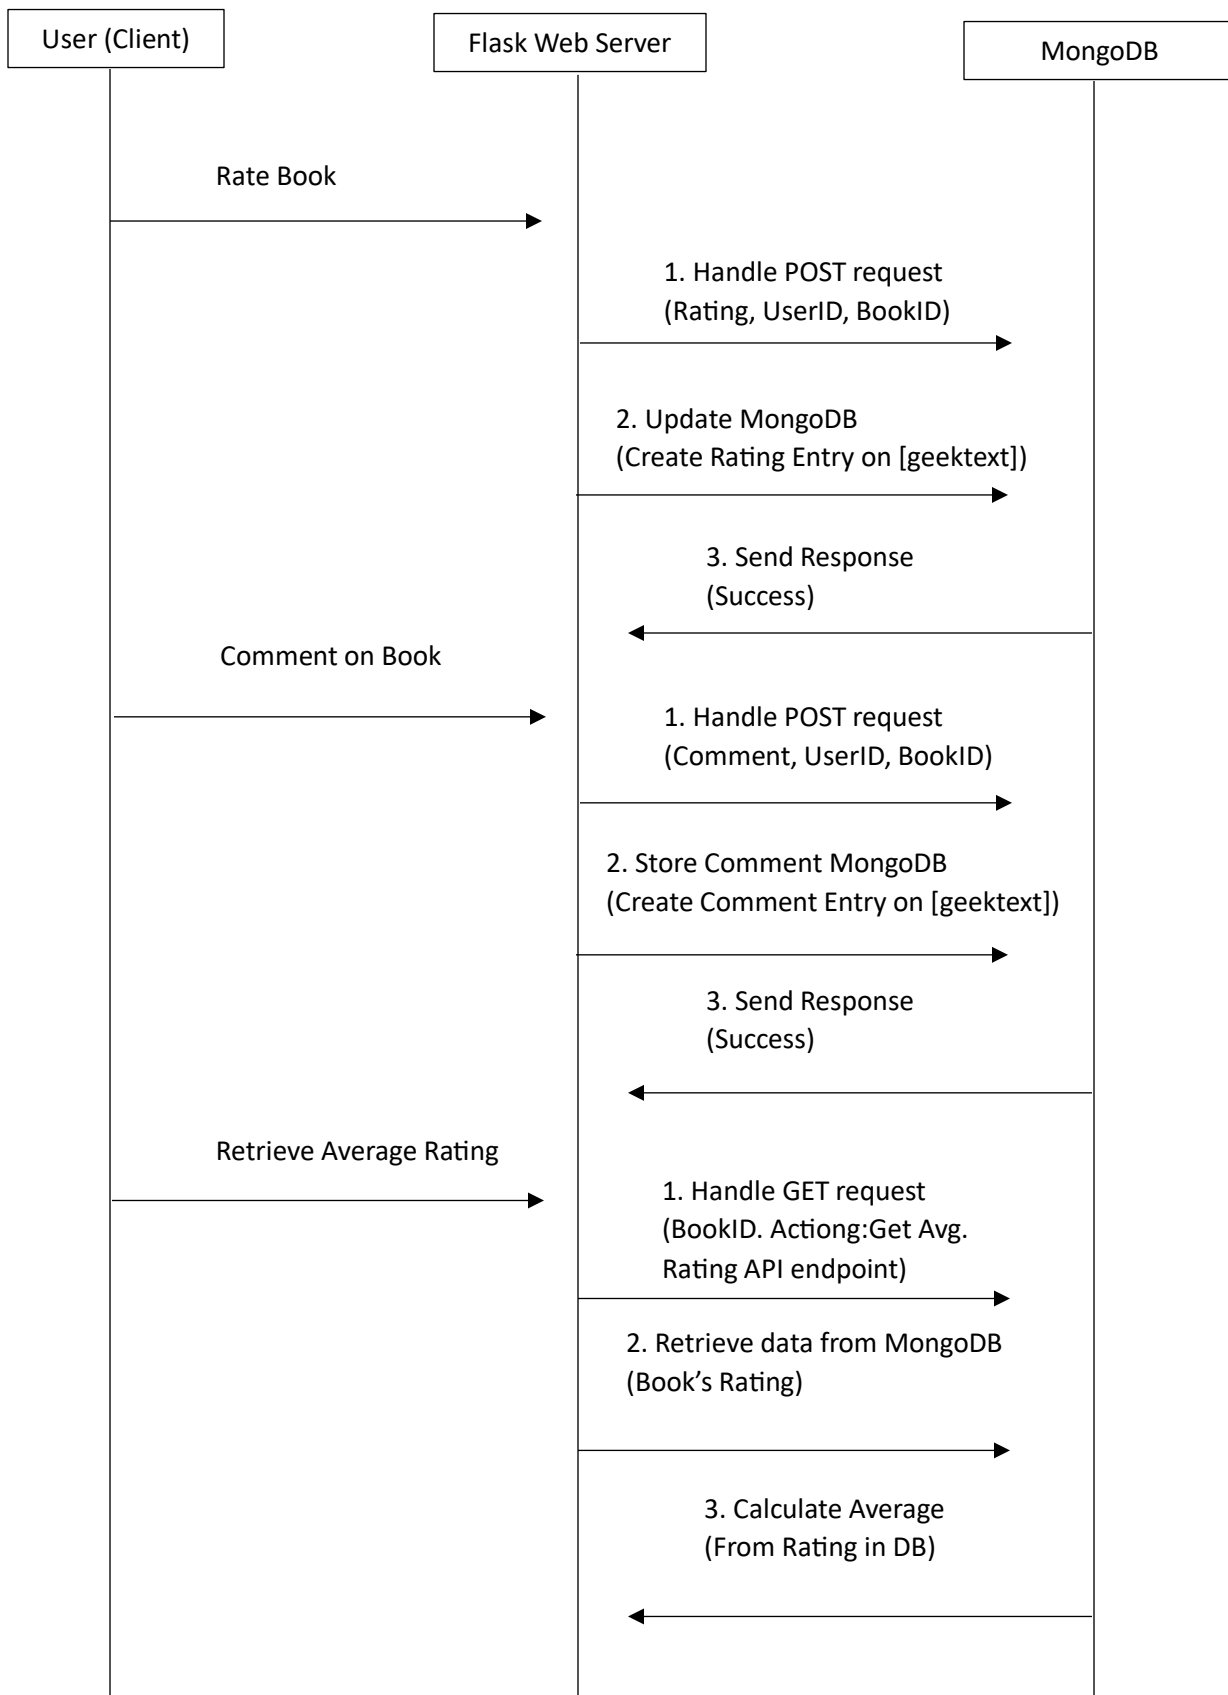 User (Client)
Flask Web Server
MongoDB
Rate Book
1. Handle POST request
(Rating, UserID, BookID)
2. Update MongoDB
(Create Rating Entry on [geektext])
3. Send Response
(Success)
Comment on Book
1. Handle POST request
(Comment, UserID, BookID)
2. Store Comment MongoDB
(Create Comment Entry on [geektext])
3. Send Response
(Success)
Retrieve Average Rating
1. Handle GET request
(BookID. Actiong:Get Avg.
Rating API endpoint)
2. Retrieve data from MongoDB
(Book’s Rating)
3. Calculate Average
(From Rating in DB)